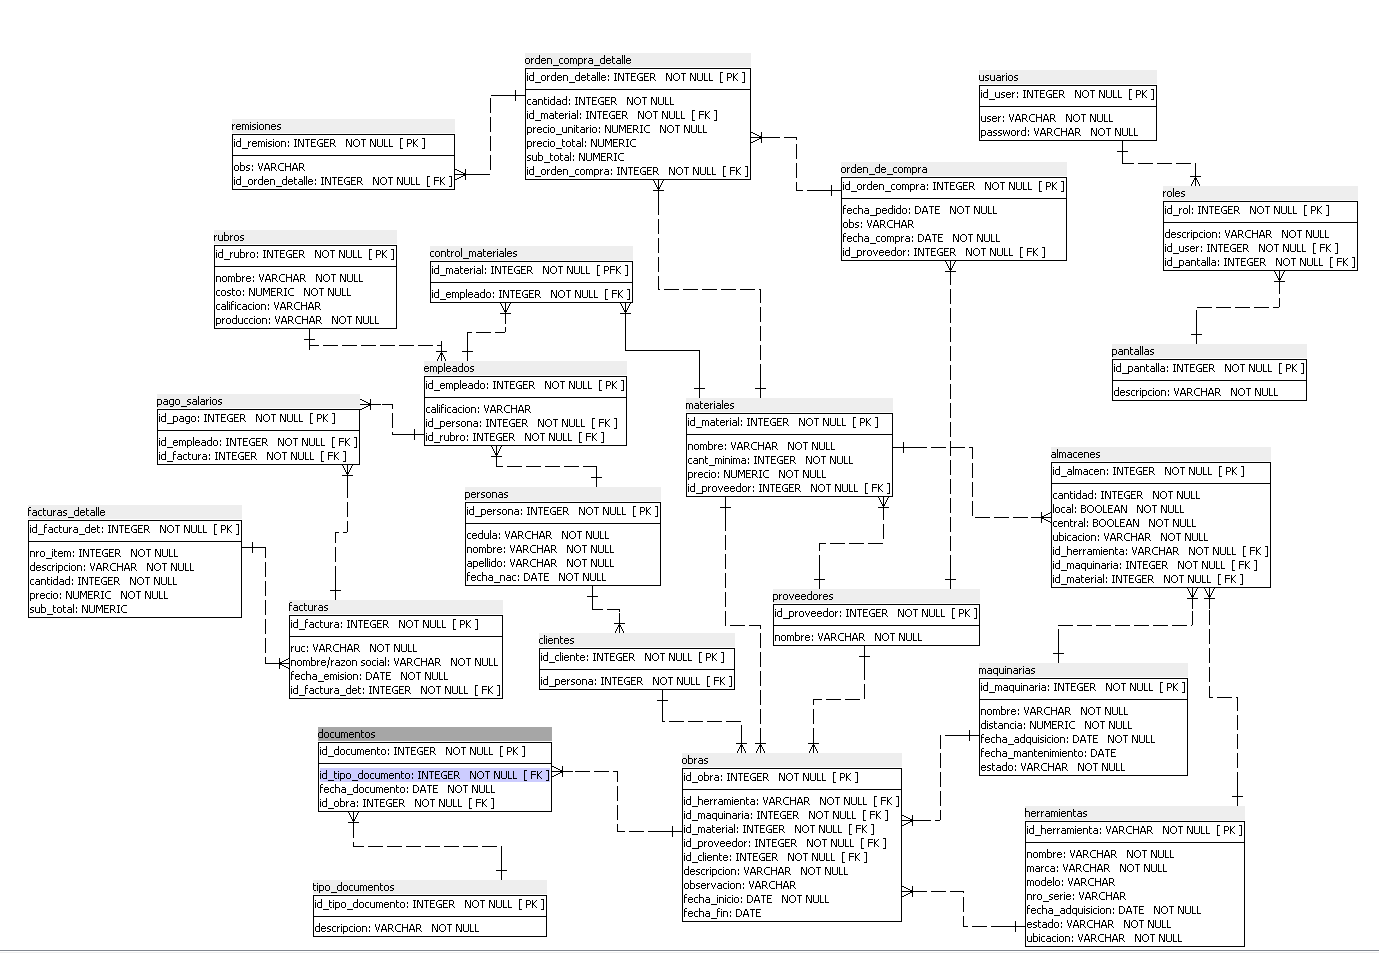 orden_compra_detalle
id_orden_detalle: INTEGER NOT NULL [ PK ]
cantidad: INTEGER NOT NULL
id_material: INTEGER NOT NULL [ FK ]
precio_unitario: NUMERIC NOT NULL
precio_total: NUMERIC
sub_total: NUMERIC
id_orden_compra: INTEGER NOT NULL [ FK ]
usuarios
id_user: INTEGER NOT NULL [ PK ]
user: VARCHAR NOT NULL
password: VARCHAR NOT NULL
remisiones
id_remision: INTEGER NOT NULL [ PK ]
obs: VARCHAR
id_orden_detalle: INTEGER NOT NULL [ FK ]
orden_de_compra
id_orden_compra: INTEGER NOT NULL [ PK ]
fecha_pedido: DATE NOT NULL
obs: VARCHAR
fecha_compra: DATE NOT NULL
id_proveedor: INTEGER NOT NULL [ FK ]
roles
id_rol: INTEGER NOT NULL [ PK ]
descripcion: VARCHAR NOT NULL
id_user: INTEGER NOT NULL [ FK ]
id_pantalla: INTEGER NOT NULL [ FK ]
rubros
id_rubro: INTEGER NOT NULL [ PK ]
nombre: VARCHAR NOT NULL
costo: NUMERIC NOT NULL
calificacion: VARCHAR
produccion: VARCHAR NOT NULL
control_materiales
id_material: INTEGER NOT NULL [ PFK ]
id_empleado: INTEGER NOT NULL [ FK ]
pantallas
id_pantalla: INTEGER NOT NULL [ PK ]
descripcion: VARCHAR NOT NULL
empleados
id_empleado: INTEGER NOT NULL [ PK ]
calificacion: VARCHAR
id_persona: INTEGER NOT NULL [ FK ]
id_rubro: INTEGER NOT NULL [ FK ]
pago_salarios
id_pago: INTEGER NOT NULL [ PK ]
id_empleado: INTEGER NOT NULL [ FK ]
id_factura: INTEGER NOT NULL [ FK ]
materiales
id_material: INTEGER NOT NULL [ PK ]
nombre: VARCHAR NOT NULL
cant_minima: INTEGER NOT NULL
precio: NUMERIC NOT NULL
id_proveedor: INTEGER NOT NULL [ FK ]
almacenes
id_almacen: INTEGER NOT NULL [ PK ]
cantidad: INTEGER NOT NULL
local: BOOLEAN NOT NULL
central: BOOLEAN NOT NULL
ubicacion: VARCHAR NOT NULL
id_herramienta: VARCHAR NOT NULL [ FK ]
id_maquinaria: INTEGER NOT NULL [ FK ]
id_material: INTEGER NOT NULL [ FK ]
personas
id_persona: INTEGER NOT NULL [ PK ]
cedula: VARCHAR NOT NULL
nombre: VARCHAR NOT NULL
apellido: VARCHAR NOT NULL
fecha_nac: DATE NOT NULL
facturas_detalle
id_factura_det: INTEGER NOT NULL [ PK ]
nro_item: INTEGER NOT NULL
descripcion: VARCHAR NOT NULL
cantidad: INTEGER NOT NULL
precio: NUMERIC NOT NULL
sub_total: NUMERIC
facturas
id_factura: INTEGER NOT NULL [ PK ]
ruc: VARCHAR NOT NULL
nombre/razon social: VARCHAR NOT NULL
fecha_emision: DATE NOT NULL
id_factura_det: INTEGER NOT NULL [ FK ]
proveedores
id_proveedor: INTEGER NOT NULL [ PK ]
nombre: VARCHAR NOT NULL
clientes
id_cliente: INTEGER NOT NULL [ PK ]
id_persona: INTEGER NOT NULL [ FK ]
maquinarias
id_maquinaria: INTEGER NOT NULL [ PK ]
nombre: VARCHAR NOT NULL
distancia: NUMERIC NOT NULL
fecha_adquisicion: DATE NOT NULL
fecha_mantenimiento: DATE
estado: VARCHAR NOT NULL
documentos
id_documento: INTEGER NOT NULL [ PK ]
id_tipo_documento: INTEGER NOT NULL [ FK ]
fecha_documento: DATE NOT NULL
id_obra: INTEGER NOT NULL [ FK ]
obras
id_obra: INTEGER NOT NULL [ PK ]
id_herramienta: VARCHAR NOT NULL [ FK ]
id_maquinaria: INTEGER NOT NULL [ FK ]
id_material: INTEGER NOT NULL [ FK ]
id_proveedor: INTEGER NOT NULL [ FK ]
id_cliente: INTEGER NOT NULL [ FK ]
descripcion: VARCHAR NOT NULL
observacion: VARCHAR
fecha_inicio: DATE NOT NULL
fecha_fin: DATE
herramientas
id_herramienta: VARCHAR NOT NULL [ PK ]
nombre: VARCHAR NOT NULL
marca: VARCHAR NOT NULL
modelo: VARCHAR
nro_serie: VARCHAR
fecha_adquisicion: DATE NOT NULL
estado: VARCHAR NOT NULL
ubicacion: VARCHAR NOT NULL
tipo_documentos
id_tipo_documento: INTEGER NOT NULL [ PK ]
descripcion: VARCHAR NOT NULL